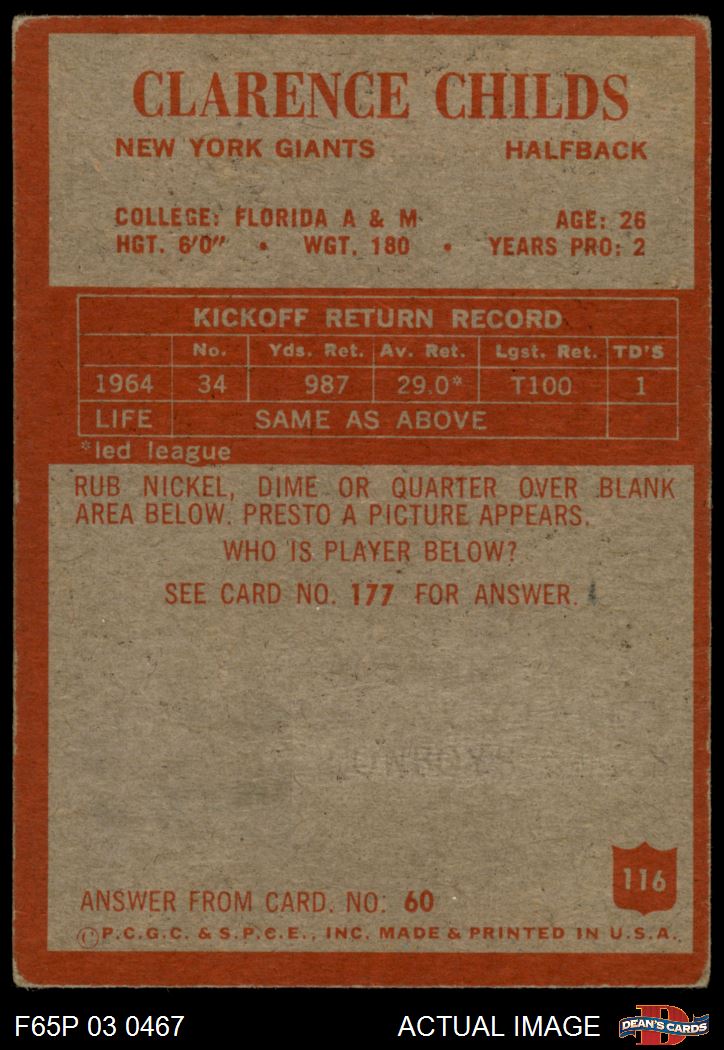 CLARENCE CHILDS
NEW YORK GIANTS HALFBACK
COLLEGE: FLORIDA A & M AGE: 26
HGT. 6'0" • WGT. 180 • YEARS PRO: 2
KICKOFF RETURN RECORD
No. Yds. Ret. Av. Ret. Lgst. Ret. TD'S
1964 34 987 29.0* T100 1
LIFE SAME AS ABOVE
*led league
RUB NICKEL, DIME OR QUARTER OVER BLANK
AREA BELOW. PRESTO A PICTURE APPEARS.
WHO IS PLAYER BELOW?
SEE CARD NO. 177 FOR ANSWER.
116
ANSWER FROM CARD. NO: 60
©P.C.G.C. & S.P.C.E., INC. MADE & PRINTED IN U.S.A.
F65P 03 0467 ACTUAL IMAGE
D
DEAN'S CARDS